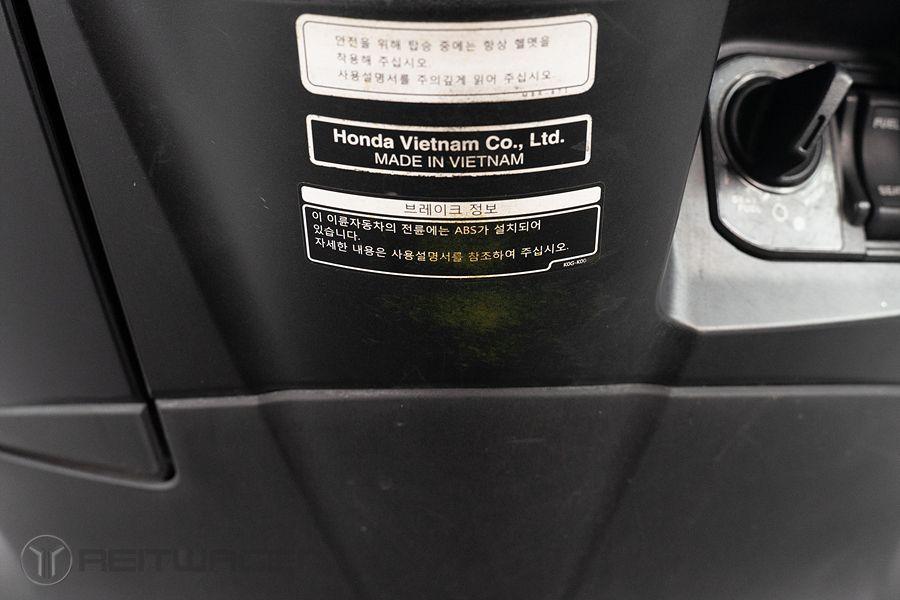 안전을 위해 탑승 중에는 항상 헬멧을
착용해 주십시오.
사용설명서를 주의깊게 읽어 주십시오.
Honda Vietnam Co., Ltd.
MADE IN VIETNAM
브레이크 정보
이 이륜자동차의 전륜에는 ABS가 설치되어
있습니다.
자세한 내용은 사용설명서를 참조하여 주십시오.
K0G-K00
FUEL
SEAT
REITWAGEN